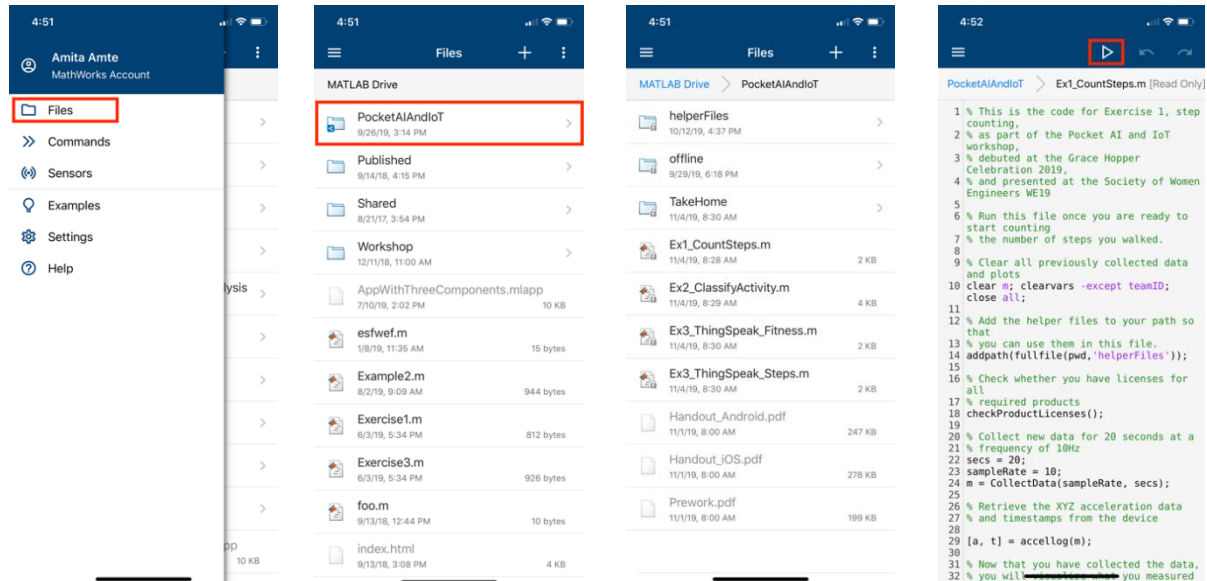 4:51
Amita Amte
MathWorks Account
Files
Commands
Sensors
Examples
Settings
Help
lysis
pp
10 KB
4:51
Files
MATLAB Drive
PocketAIAndIoT
9/26/19, 3:14 PM
Published
9/14/18, 4:15 PM
Shared
8/21/17, 3:54 PM
Workshop
12/11/18, 11:00 AM
AppWithThreeComponents.mlapp
7/10/19, 2:02 PM 10 KB
esfwef.m
1/8/19, 11:35 AM 15 bytes
Example2.m
8/2/19, 9:09 AM 944 bytes
Exercise1.m
6/3/19, 5:34 PM 812 bytes
Exercise3.m
6/3/19, 5:34 PM 926 bytes
foo.m
9/13/18, 12:44 PM 10 bytes
index.html
9/13/18, 3:08 PM 4 KB
4:51
Files
MATLAB Drive PocketAIAndIoT
helperFiles
10/12/19, 4:37 PM
offline
9/29/19, 6:18 PM
TakeHome
11/4/19, 8:30 AM
Ex1_CountSteps.m
11/4/19, 8:28 AM 2 KB
Ex2_ClassifyActivity.m
11/4/19, 8:29 AM 4 KB
Ex3_ThingSpeak_Fitness.m
11/4/19, 8:30 AM 2 KB
Ex3_ThingSpeak_Steps.m
11/4/19, 8:30 AM 2 KB
Handout_Android.pdf
11/1/19, 8:00 AM 247 KB
Handout_iOS.pdf
11/1/19, 8:00 AM 278 KB
Prework.pdf
11/1/19, 8:00 AM 199 KB
4:52
PocketAIAndIoT Ex1_CountSteps.m [Read Only]
1 % This is the code for Exercise 1, step
counting,
2 % as part of the Pocket AI and IoT
workshop,
3 % debuted at the Grace Hopper
Celebration 2019,
4 % and presented at the Society of Women
Engineers WE19
5
6 % Run this file once you are ready to
start counting
7 % the number of steps you walked.
8
9 % Clear all previously collected data
and plots
10 clear m; clearvars -except teamID;
close all;
11
12 % Add the helper files to your path so
that
13 % you can use them in this file.
14 addpath(fullfile(pwd,'helperFiles'));
15
16 % Check whether you have licenses for
all
17 % required products
18 checkProductLicenses();
19
20 % Collect new data for 20 seconds at a
21 % frequency of 10Hz
22 secs = 20;
23 sampleRate = 10;
24 m = CollectData(sampleRate, secs);
25
26 % Retrieve the XYZ acceleration data
27 % and timestamps from the device
28
29 [a, t] = accellog(m);
30
31 % Now that you have collected the data,
32 % you will visualize what you measured